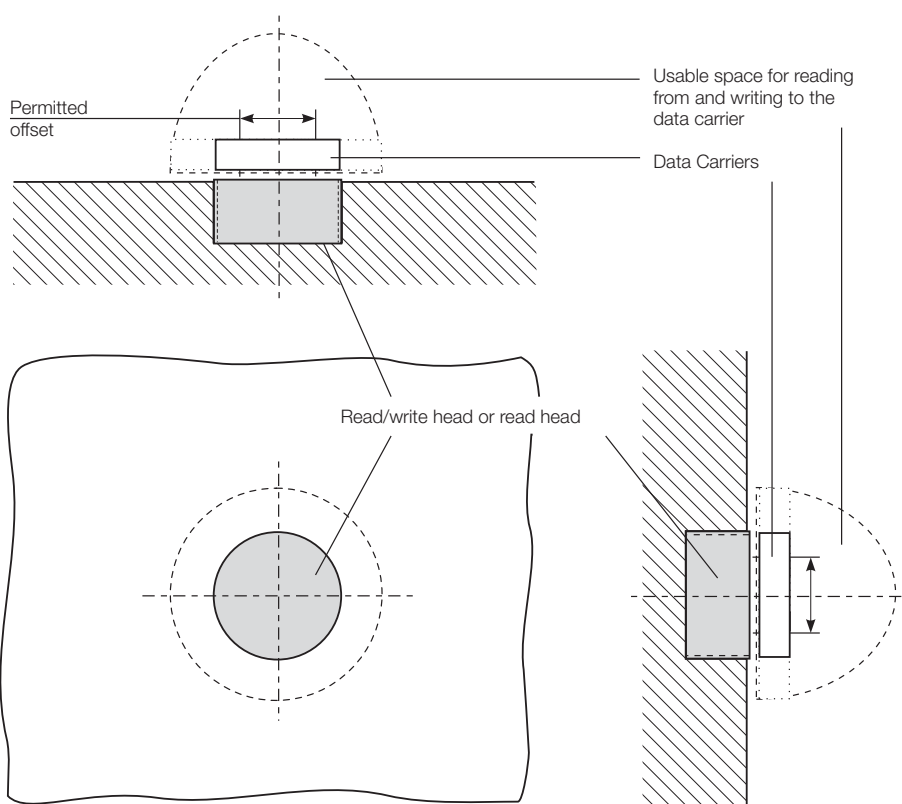 Permitted
offset
Usable space for reading
from and writing to the
data carrier
Data Carriers
Read/write head or read head